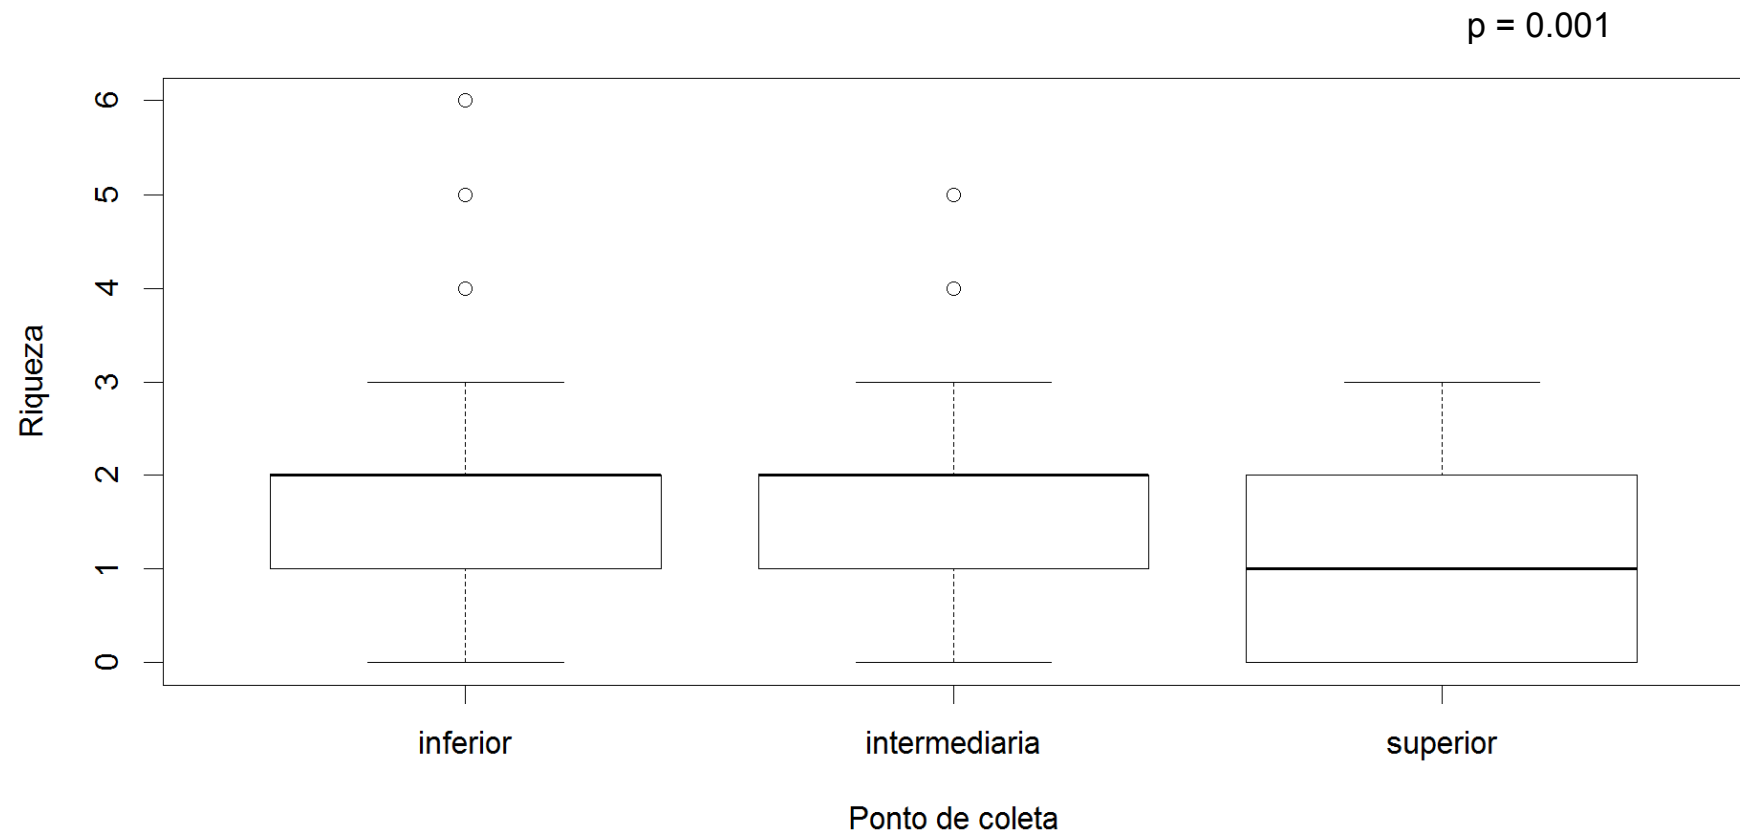 p = 0.001
Riqueza
6
5
4
3
2
1
0
inferior intermediaria superior
Ponto de coleta